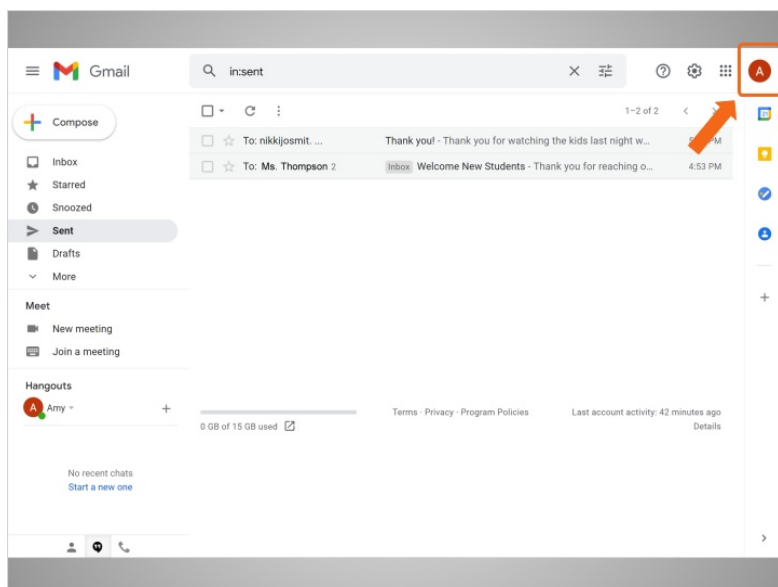 Gmail
in:sent
A
Compose
1–2 of 2
To: nikkijosmit. ... Thank you! - Thank you for watching the kids last night w... PM
To: Ms. Thompson 2 Inbox Welcome New Students - Thank you for reaching o... 4:53 PM
Inbox
Starred
Snoozed
Sent
Drafts
More
Meet
New meeting
Join a meeting
Hangouts
A Amy
0 GB of 15 GB used
Terms · Privacy · Program Policies
Last account activity: 42 minutes ago
Details
No recent chats
Start a new one